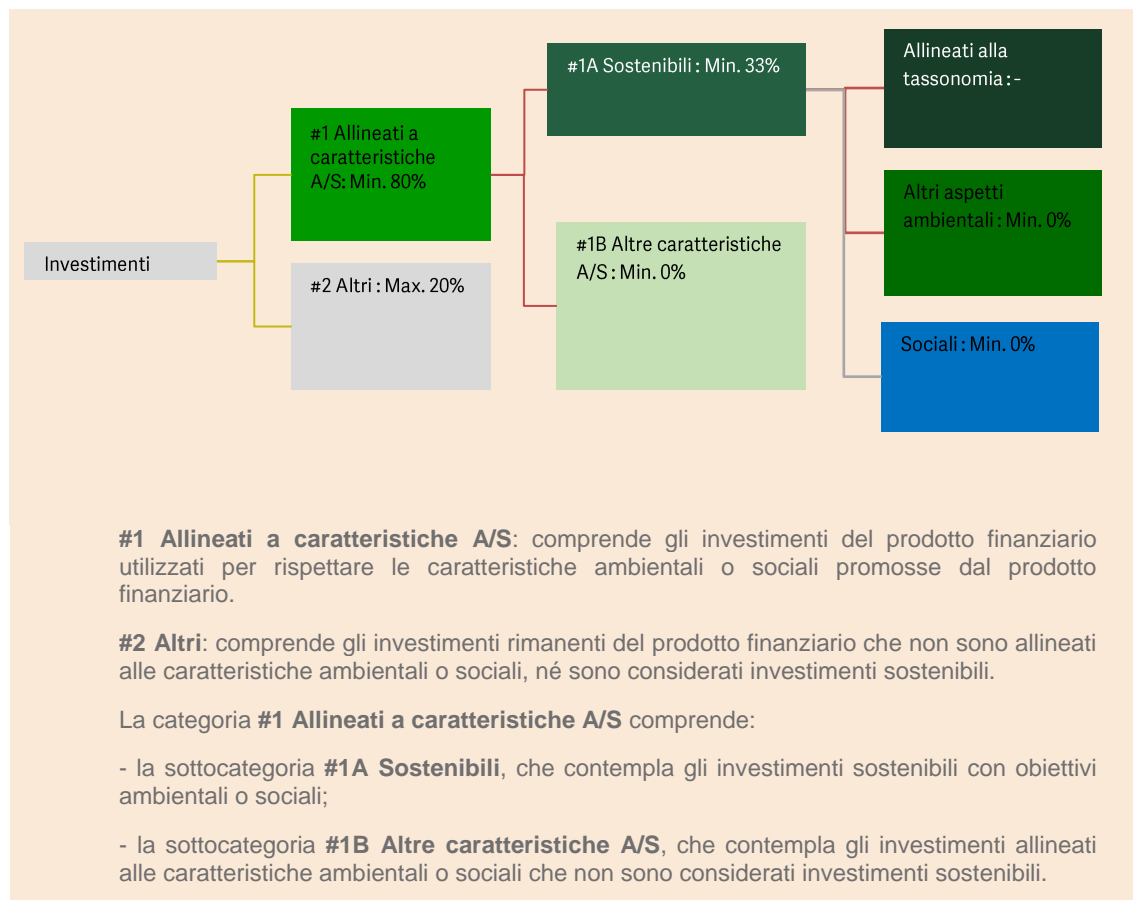 Investimenti
#1 Allineati a
caratteristiche
A/S: Min. 80%
#2 Altri : Max. 20%
#1A Sostenibili : Min. 33%
#1B Altre caratteristiche
A/S : Min. 0%
Allineati alla
tassonomia : -
Altri aspetti
ambientali : Min. 0%
Sociali : Min. 0%
#1 Allineati a caratteristiche A/S: comprende gli investimenti del prodotto finanziario
utilizzati per rispettare le caratteristiche ambientali o sociali promosse dal prodotto
finanziario.
#2 Altri: comprende gli investimenti rimanenti del prodotto finanziario che non sono allineati
alle caratteristiche ambientali o sociali, né sono considerati investimenti sostenibili.
La categoria #1 Allineati a caratteristiche A/S comprende:
- la sottocategoria #1A Sostenibili, che contempla gli investimenti sostenibili con obiettivi
ambientali o sociali;
- la sottocategoria #1B Altre caratteristiche A/S, che contempla gli investimenti allineati
alle caratteristiche ambientali o sociali che non sono considerati investimenti sostenibili.